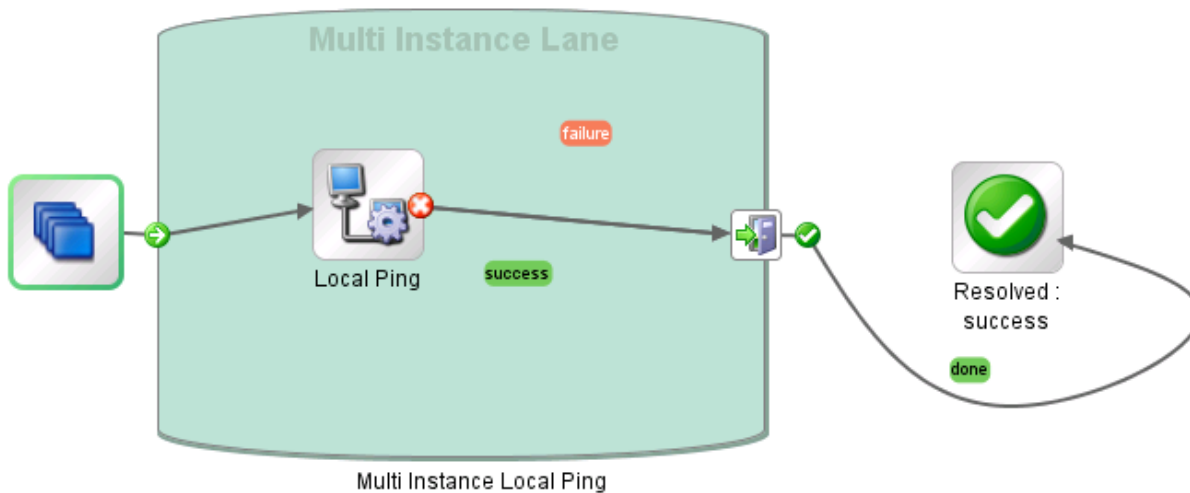 Multi Instance Lane
failure
Local Ping
success
Resolved :
success
done
Multi Instance Local Ping